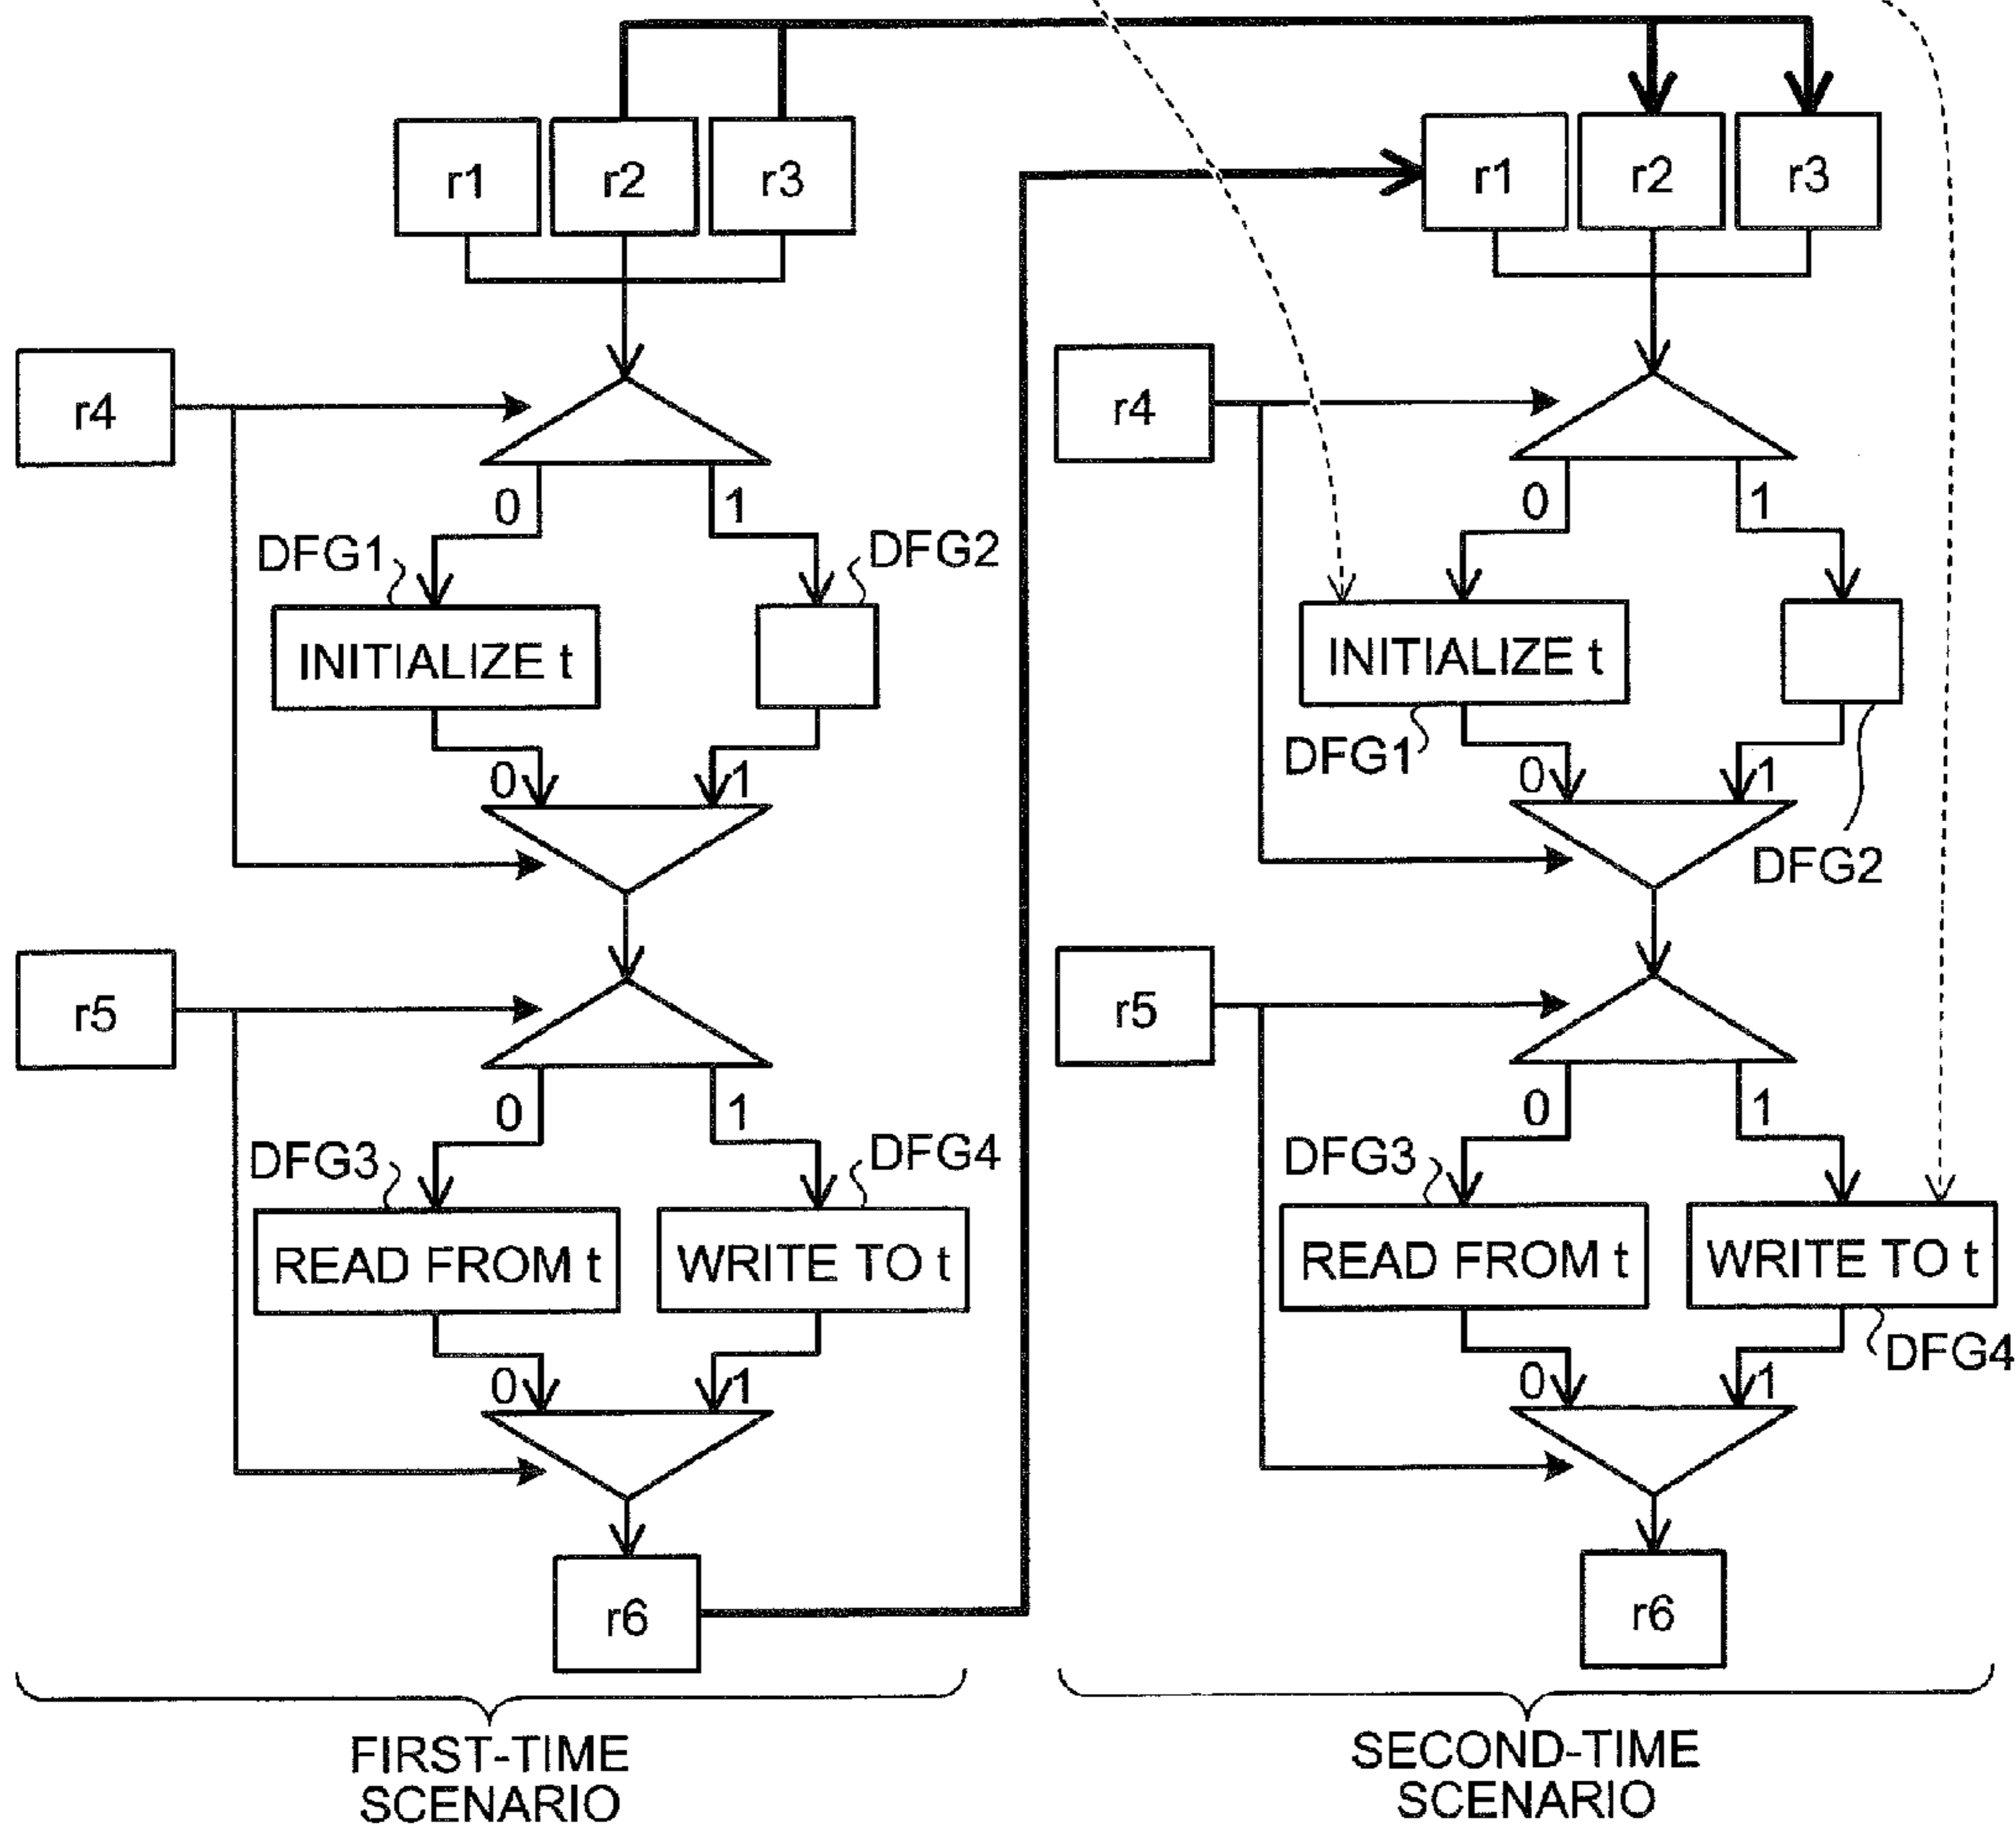 r1 r2 r3
r4
0 1
DFG1 DFG2
INITIALIZE t
0 1
r5
0 1
DFG3 DFG4
READ FROM t WRITE TO t
0 1
r6
FIRST-TIME
SCENARIO
r1 r2 r3
r4
0 1
INITIALIZE t
DFG1
0 1
DFG2
r5
0 1
DFG3
READ FROM t WRITE TO t
DFG4
0 1
r6
SECOND-TIME
SCENARIO